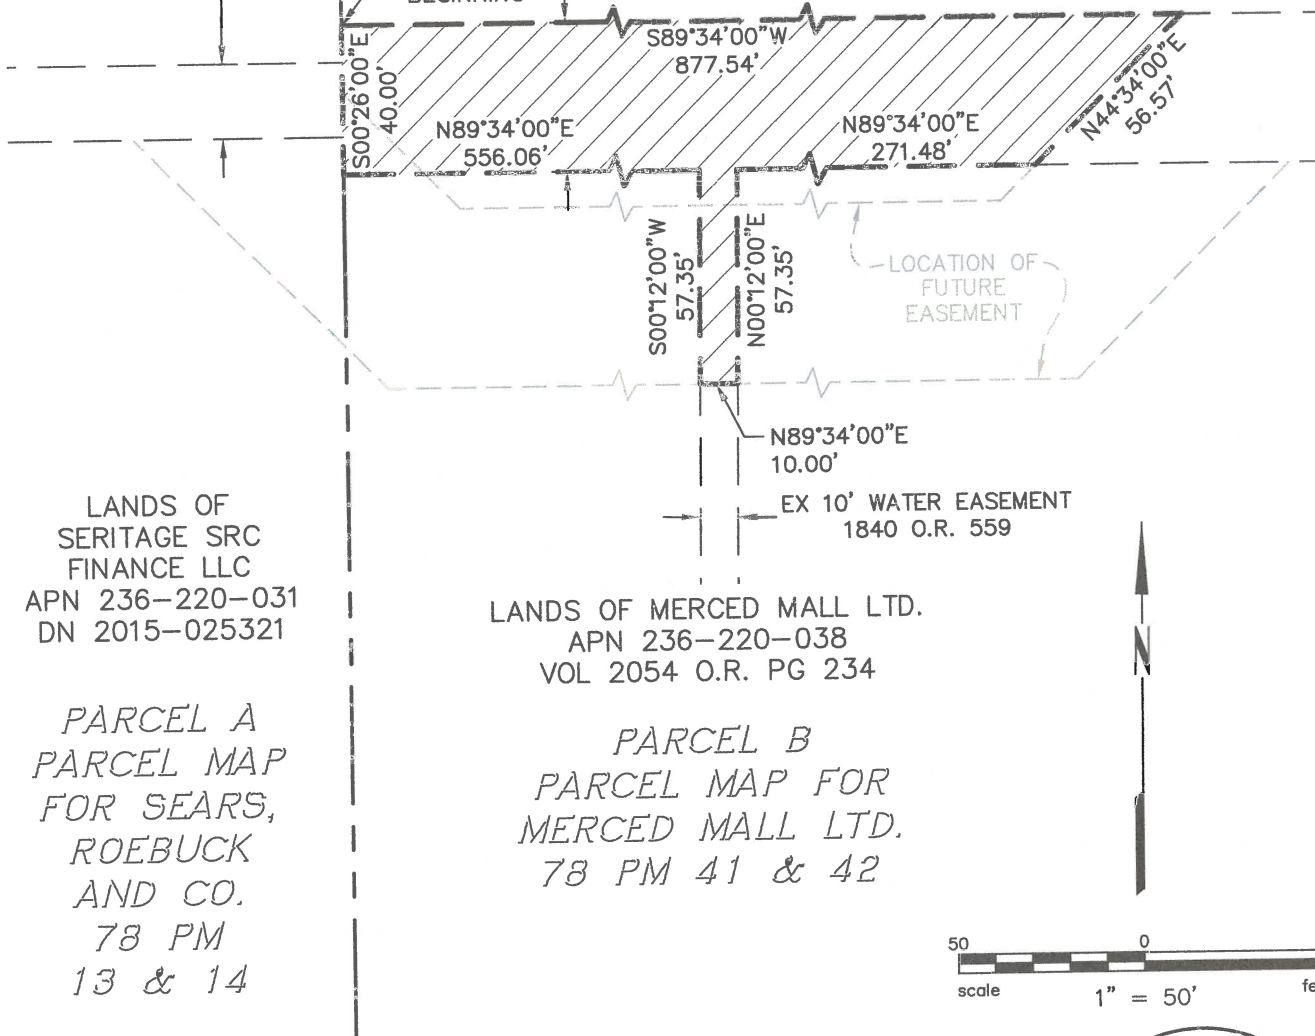 BEGINNING
S89°34'00"W
877.54'
S00°26'00"E
40.00'
N89°34'00"E
556.06'
N89°34'00"E
271.48'
N44°34'00"E
56.57'
S00°12'00"W
57.35'
N00°12'00"E
57.35'
LOCATION OF
FUTURE
EASEMENT
N89°34'00"E
10.00'
EX 10' WATER EASEMENT
1840 O.R. 559
LANDS OF
SERITAGE SRC
FINANCE LLC
APN 236-220-031
DN 2015-025321
LANDS OF MERCED MALL LTD.
APN 236-220-038
VOL 2054 O.R. PG 234
N
PARCEL A
PARCEL MAP
FOR SEARS,
ROEBUCK
AND CO.
78 PM
13 & 14
PARCEL B
PARCEL MAP FOR
MERCED MALL LTD.
78 PM 41 & 42
50 0
scale 1" = 50'